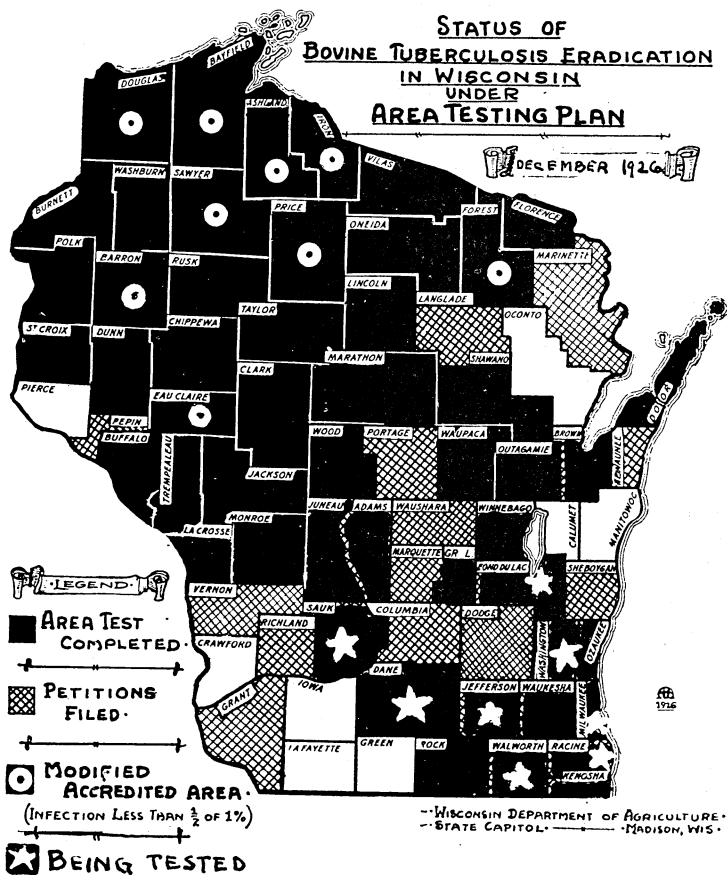 STATUS OF
BOVINE TUBERCULOSIS ERADICATION
IN WISCONSIN
UNDER
AREA TESTING PLAN
DECEMBER 1926
DOUGLAS
BAYFIELD
ASHLAND
IRON
VILAS
WASHBURN
SAWYER
BURNETT
PRICE
ONEIDA
FOREST
FLORENCE
POLK
BARRON
RUSK
MARINETTE
LINCOLN
LANGLADE
OCONTO
ST CROIX
DUNN
CHIPPEWA
TAYLOR
SHAWANO
PIERCE
CLARK
MARATHON
DOOR
EAU CLAIRE
PEPIN
BUFFALO
WOOD
PORTAGE
WAUPACA
BROWN
OUTAGAMIE
KEWAUNEE
TREMPEALEAU
JACKSON
JUNEAU
ADAMS
WAUSHARA
WINNEBAGO
CALUMET
MANITOWOC
LA CROSSE
MONROE
MARQUETTE
GR L.
FOND DU LAC
SHEBOYGAN
VERNON
SAUK
COLUMBIA
DODGE
RICHLAND
CRAWFORD
WASHINGTON
OZAUKEE
DANE
JEFFERSON
WAUKESHA
MILWAUKEE
GRANT
IOWA
LAFAYETTE
GREEN
ROCK
WALWORTH
RACINE
KENOSHA
·LEGEND·
AREA TEST
COMPLETED·
PETITIONS
FILED·
MODIFIED
ACCREDITED AREA·
(INFECTION LESS THAN ½ OF 1%)
BEING TESTED
1926
--·WISCONSIN DEPARTMENT OF AGRICULTURE·
--·STATE CAPITOL· ·MADISON, WIS·